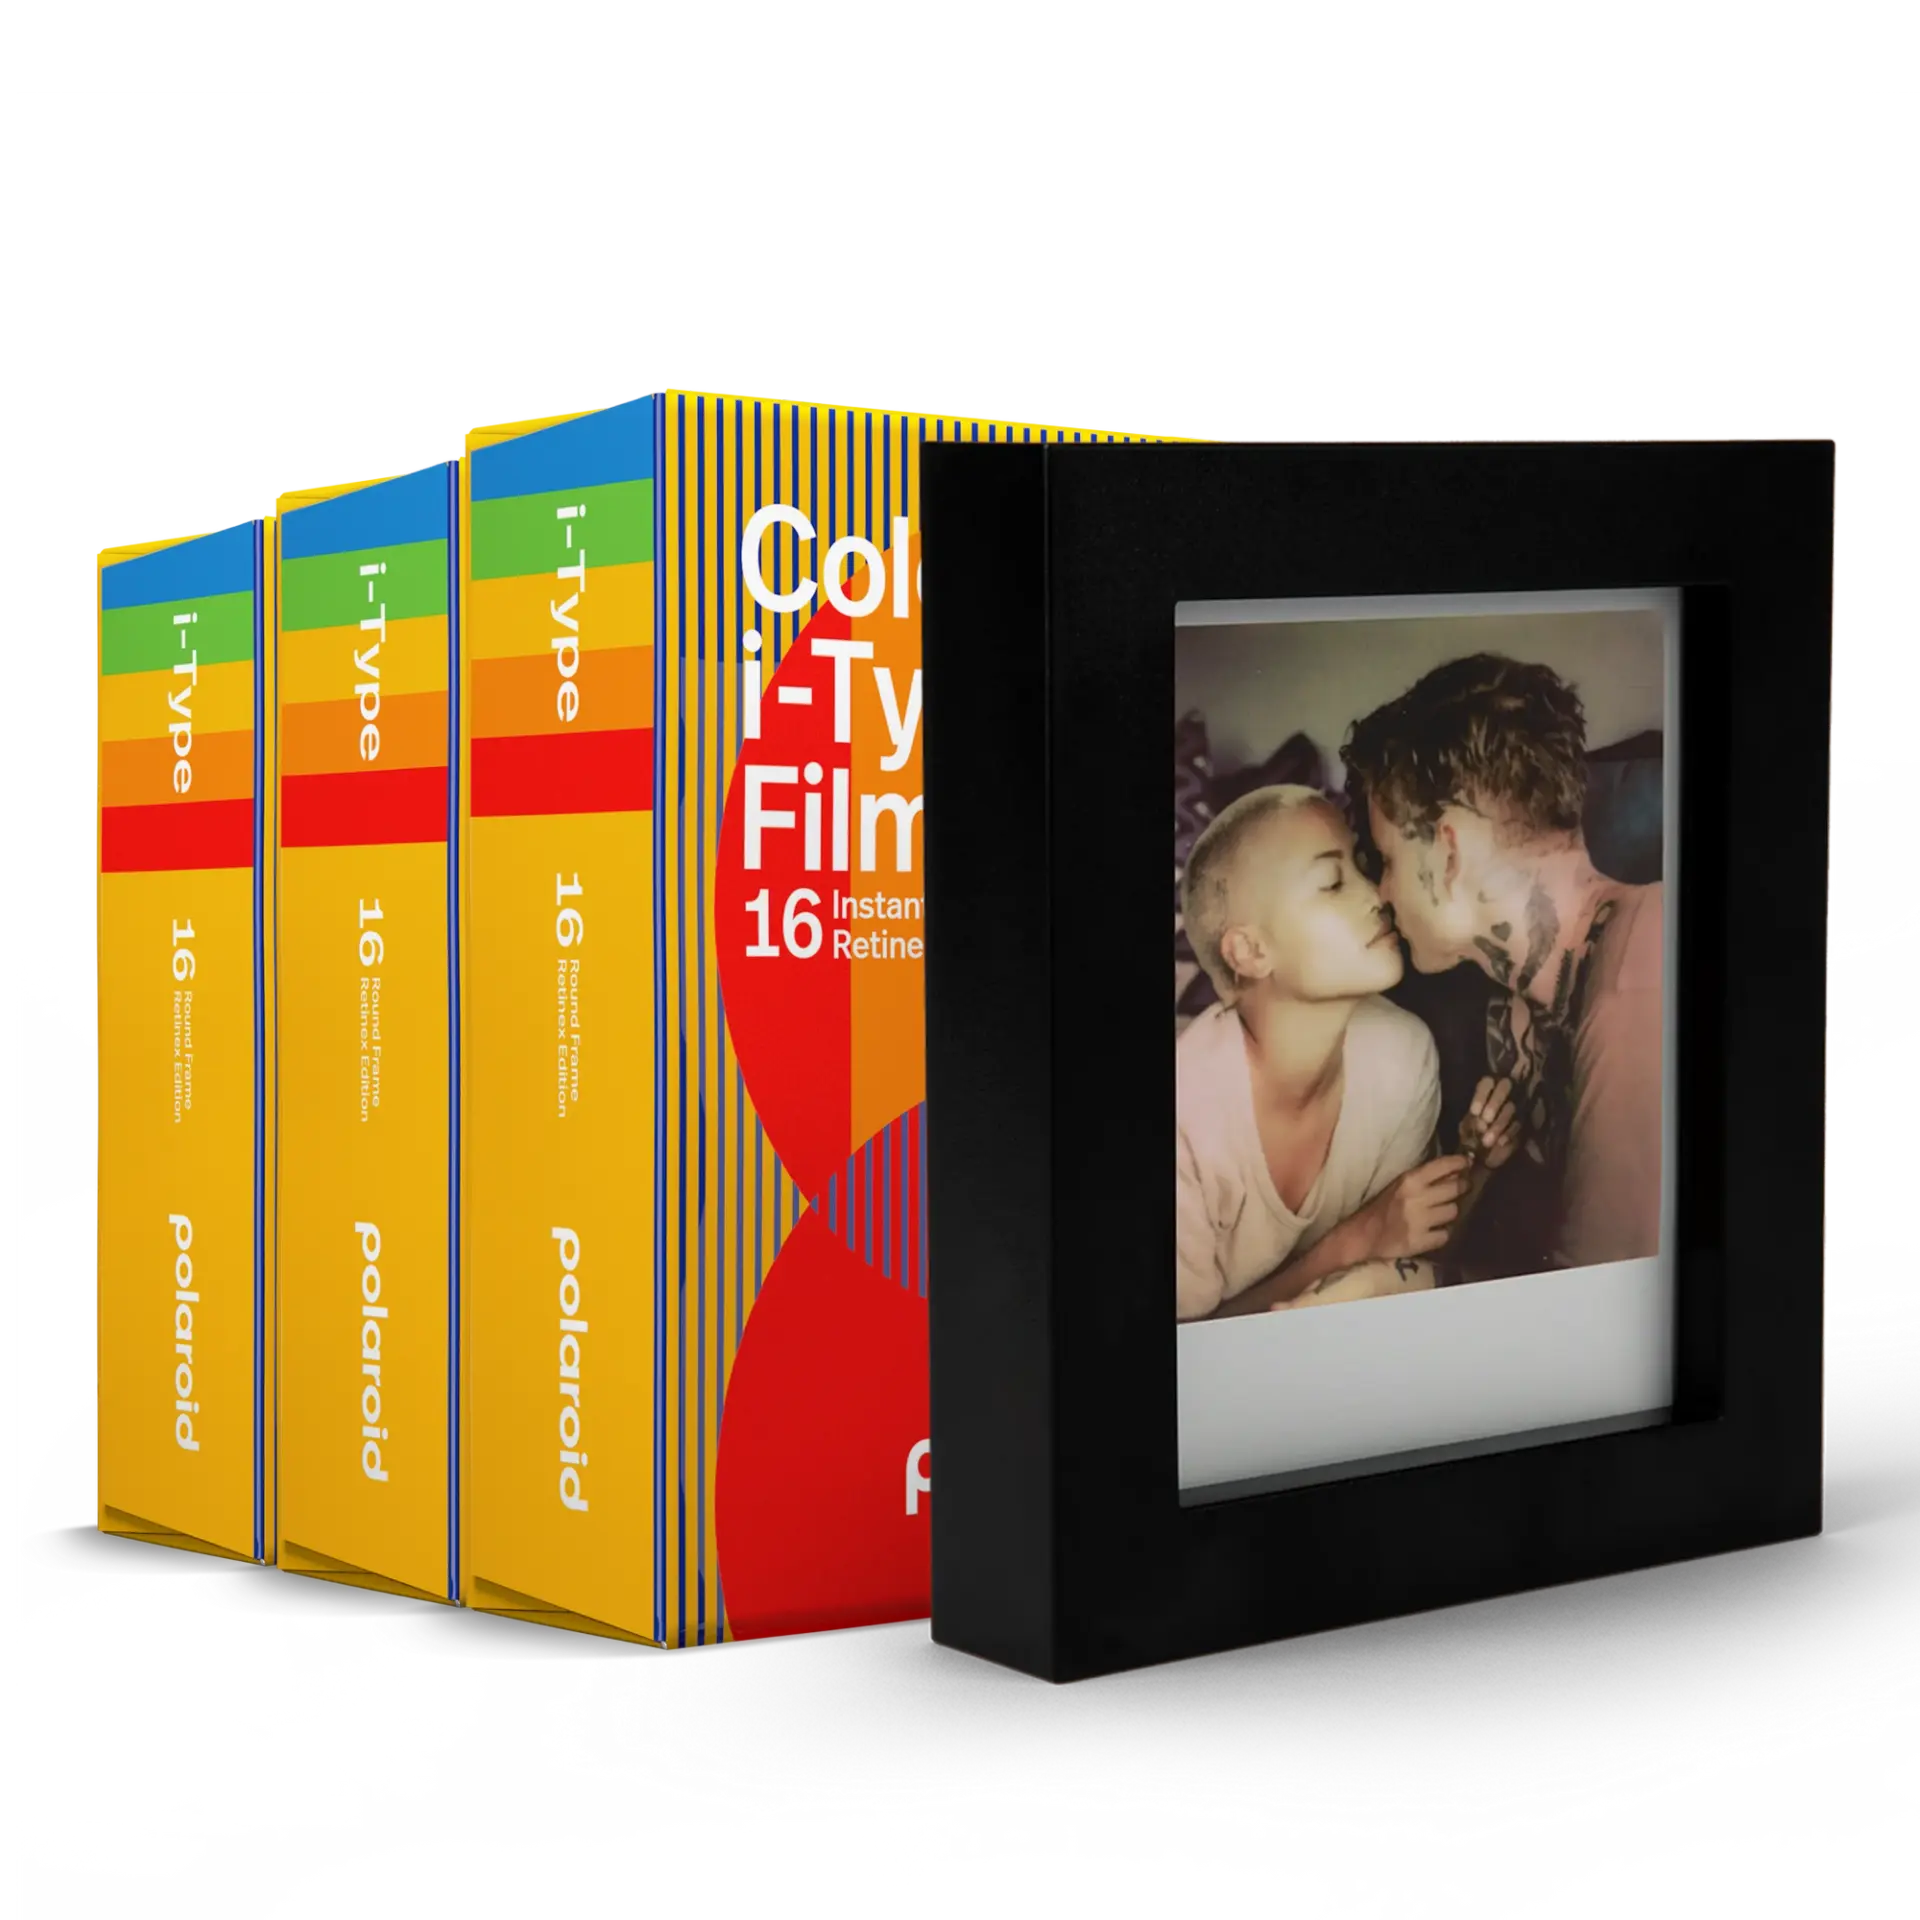 i-Type
16 Round Frame
Retinex Edition
polaroid
i-Type
16 Round Frame
Retinex Edition
polaroid
i-Type
16 Round Frame
Retinex Edition
polaroid
Col
i-Ty
Film
16 Instant
Retine
p